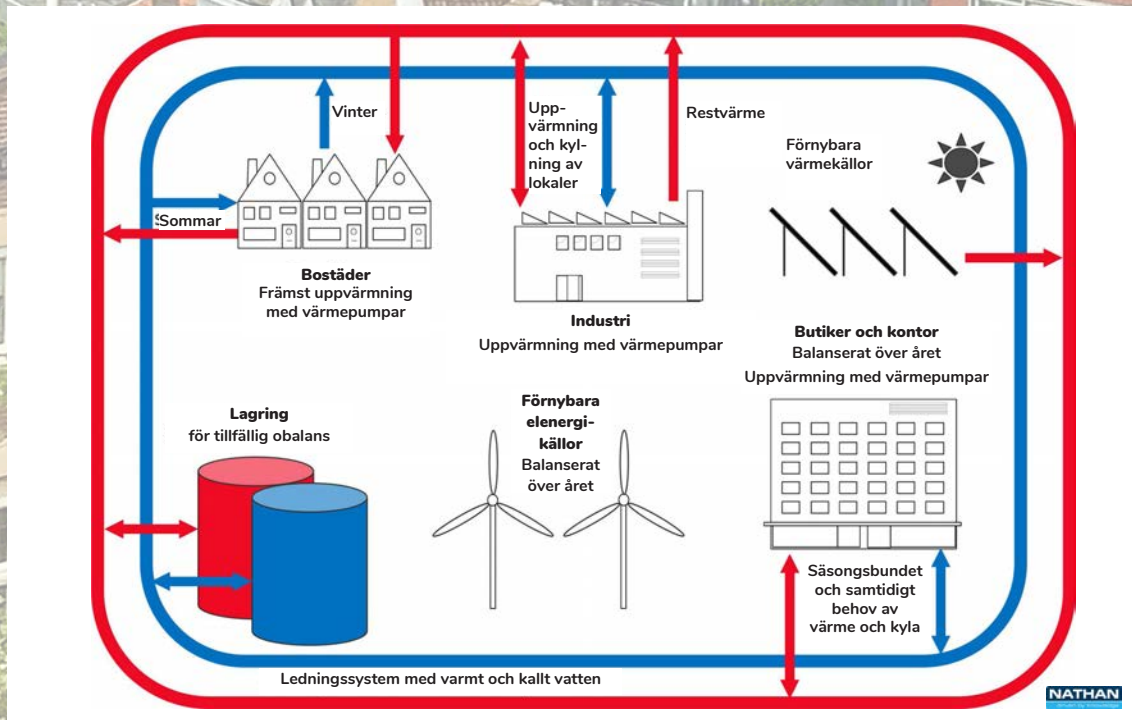 Vinter
Upp-
värmning
och kyl-
ning av
lokaler
Restvärme
Förnybara
värmekällor
Sommar
Bostäder
Främst uppvärmning
med värmepumpar
Industri
Uppvärmning med värmepumpar
Butiker och kontor
Balanserat över året
Uppvärmning med värmepumpar
Lagring
för tillfällig obalans
Förnybara
elenergi-
källor
Balanserat
över året
Säsongsbundet
och samtidigt
behov av
värme och kyla
Ledningssystem med varmt och kallt vatten
NATHAN